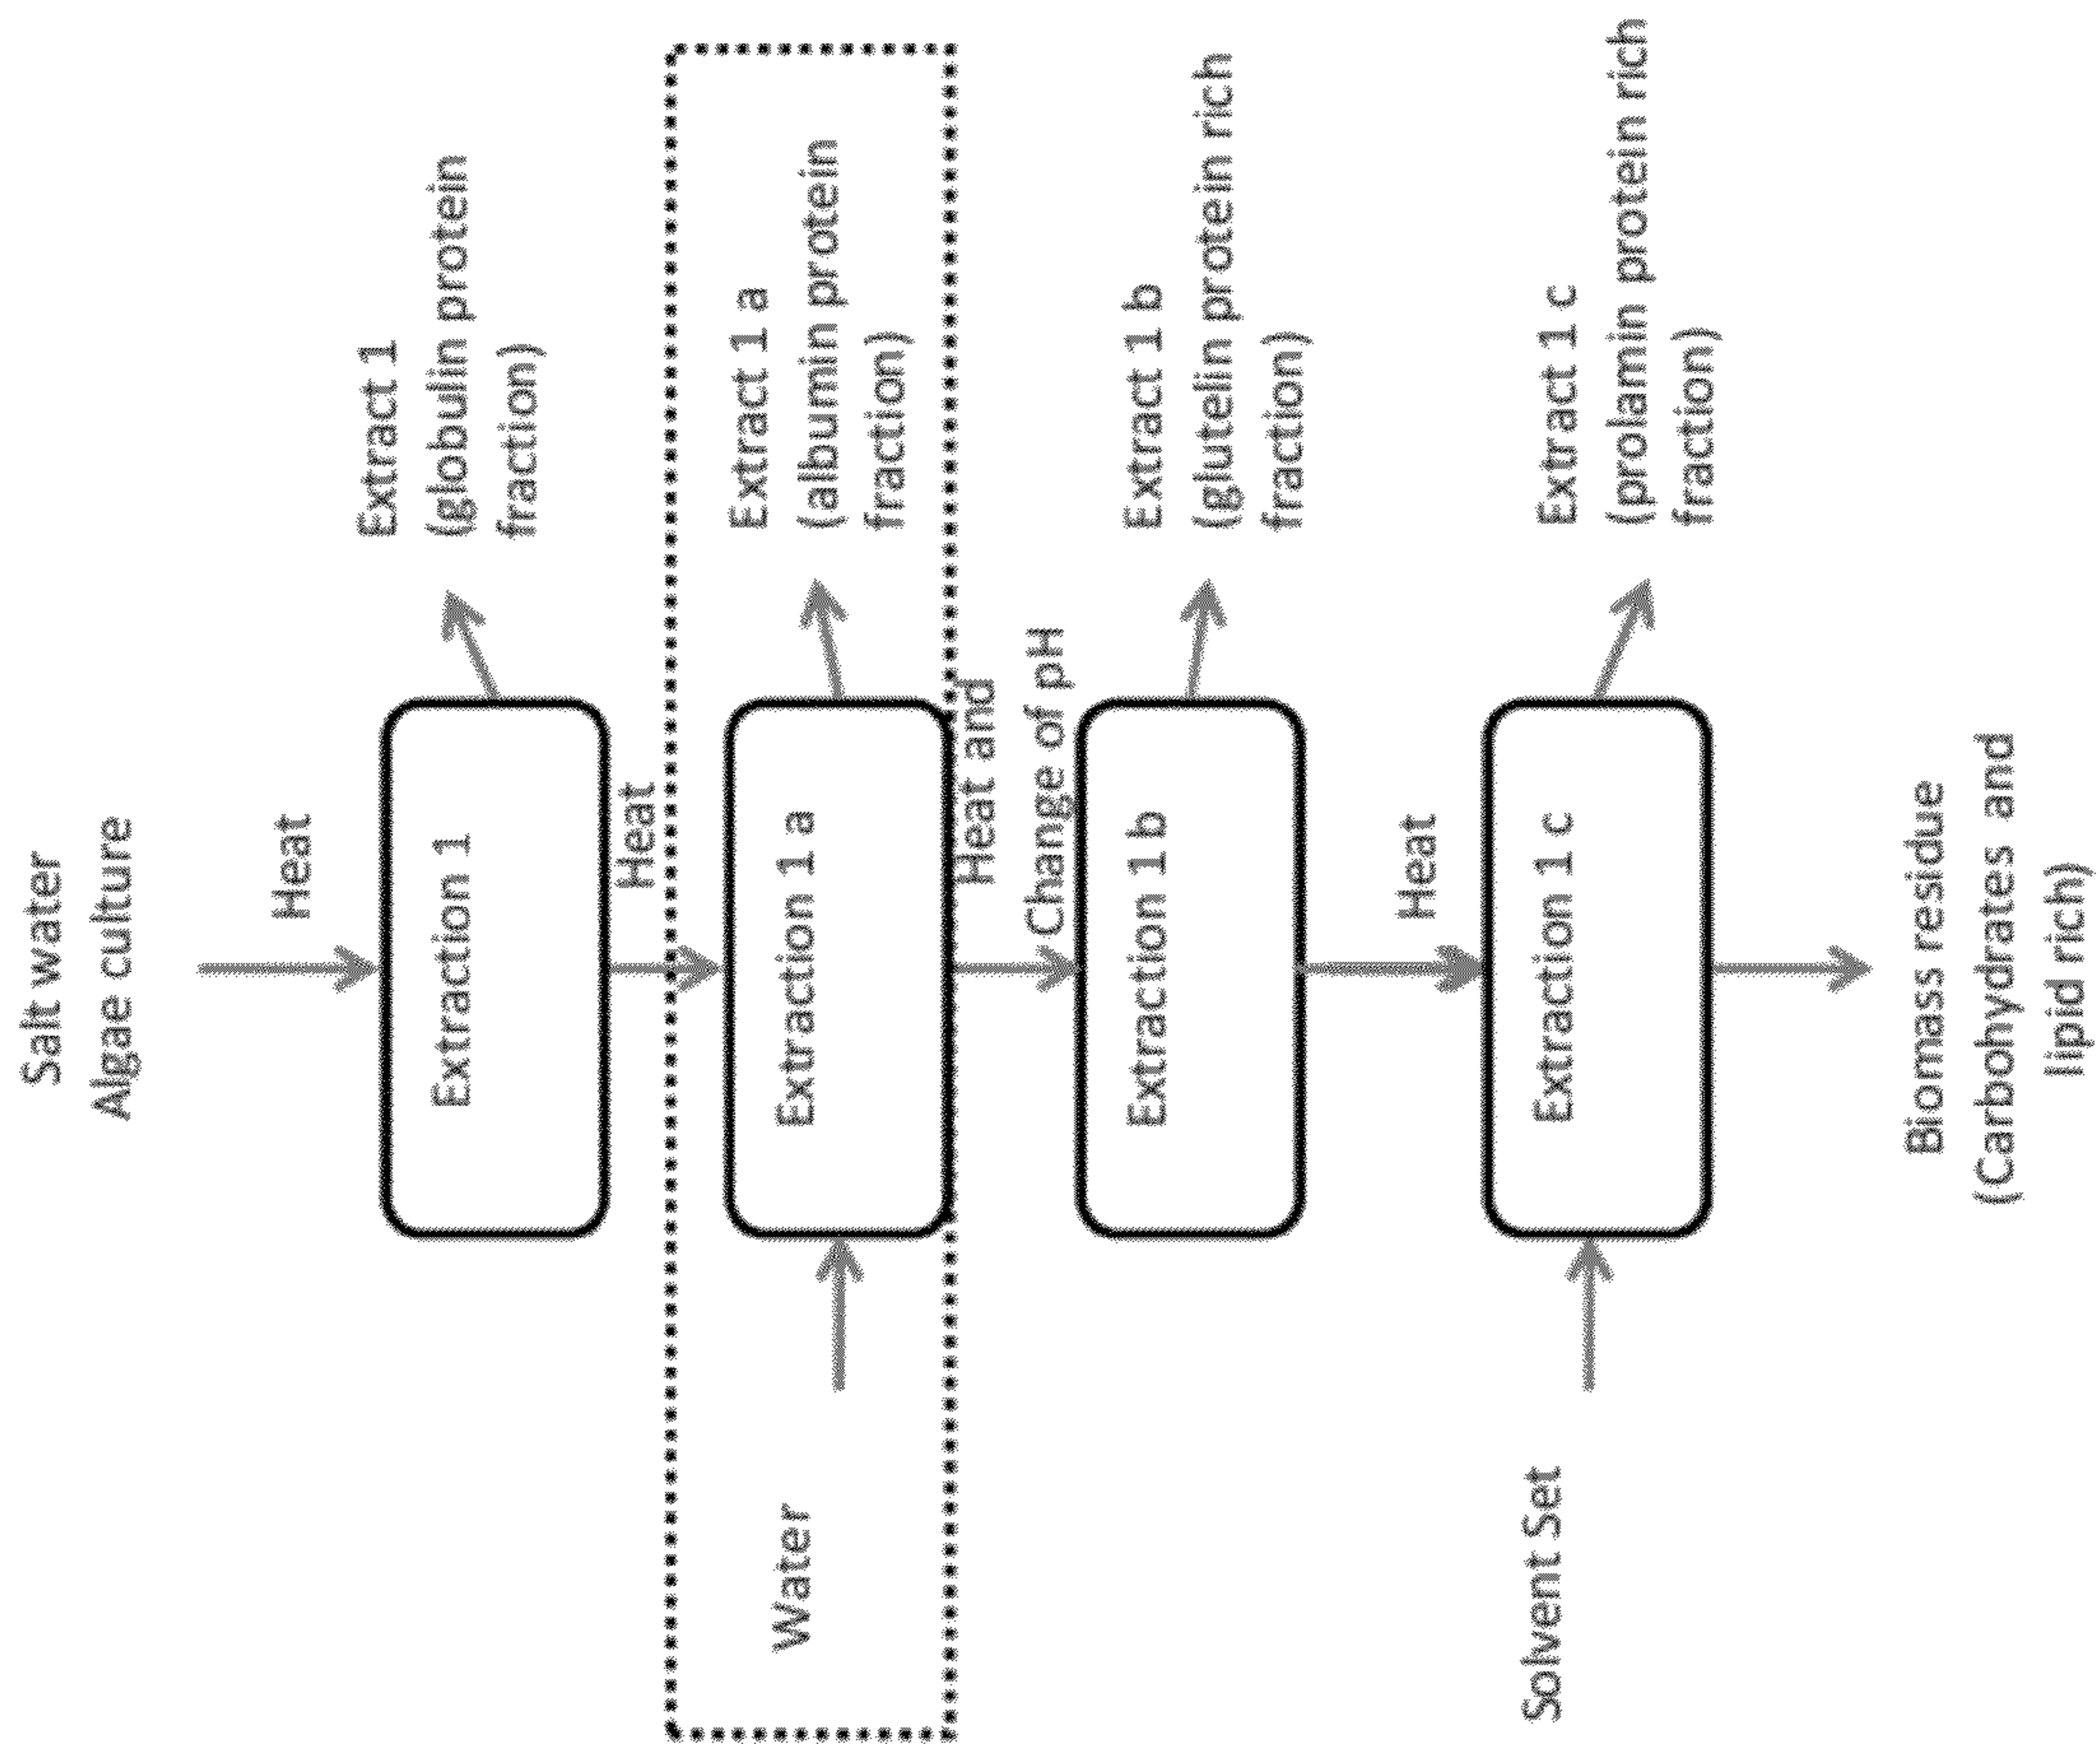 Salt water
Algae culture
Heat
Extraction 1
Extract 1
(globulin protein
fraction)
Heat
Water
Extraction 1 a
Extract 1 a
(albumin protein
fraction)
Heat and
Change of pH
Extraction 1 b
Extract 1 b
(glutelin protein rich
fraction)
Heat
Solvent Set
Extraction 1 c
Extract 1 c
(prolamin protein rich
fraction)
Biomass residue
(Carbohydrates and
lipid rich)